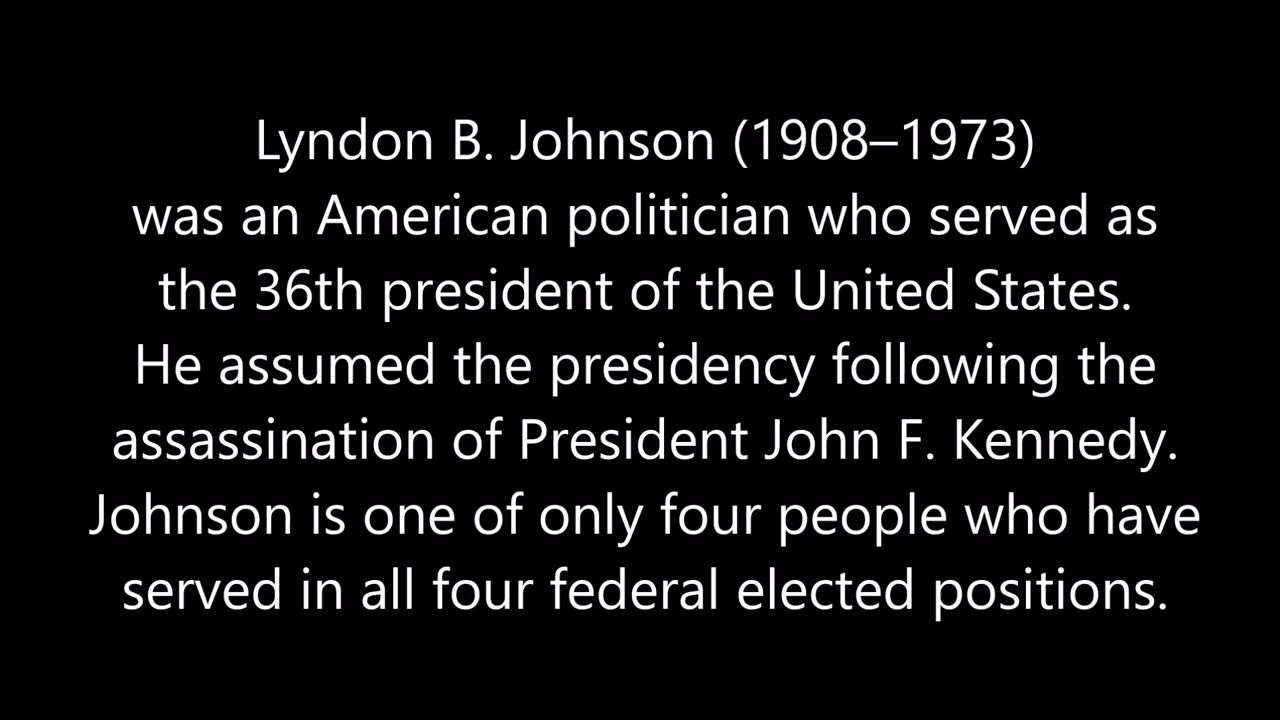 Lyndon B. Johnson (1908–1973)
was an American politician who served as
the 36th president of the United States.
He assumed the presidency following the
assassination of President John F. Kennedy.
Johnson is one of only four people who have
served in all four federal elected positions.